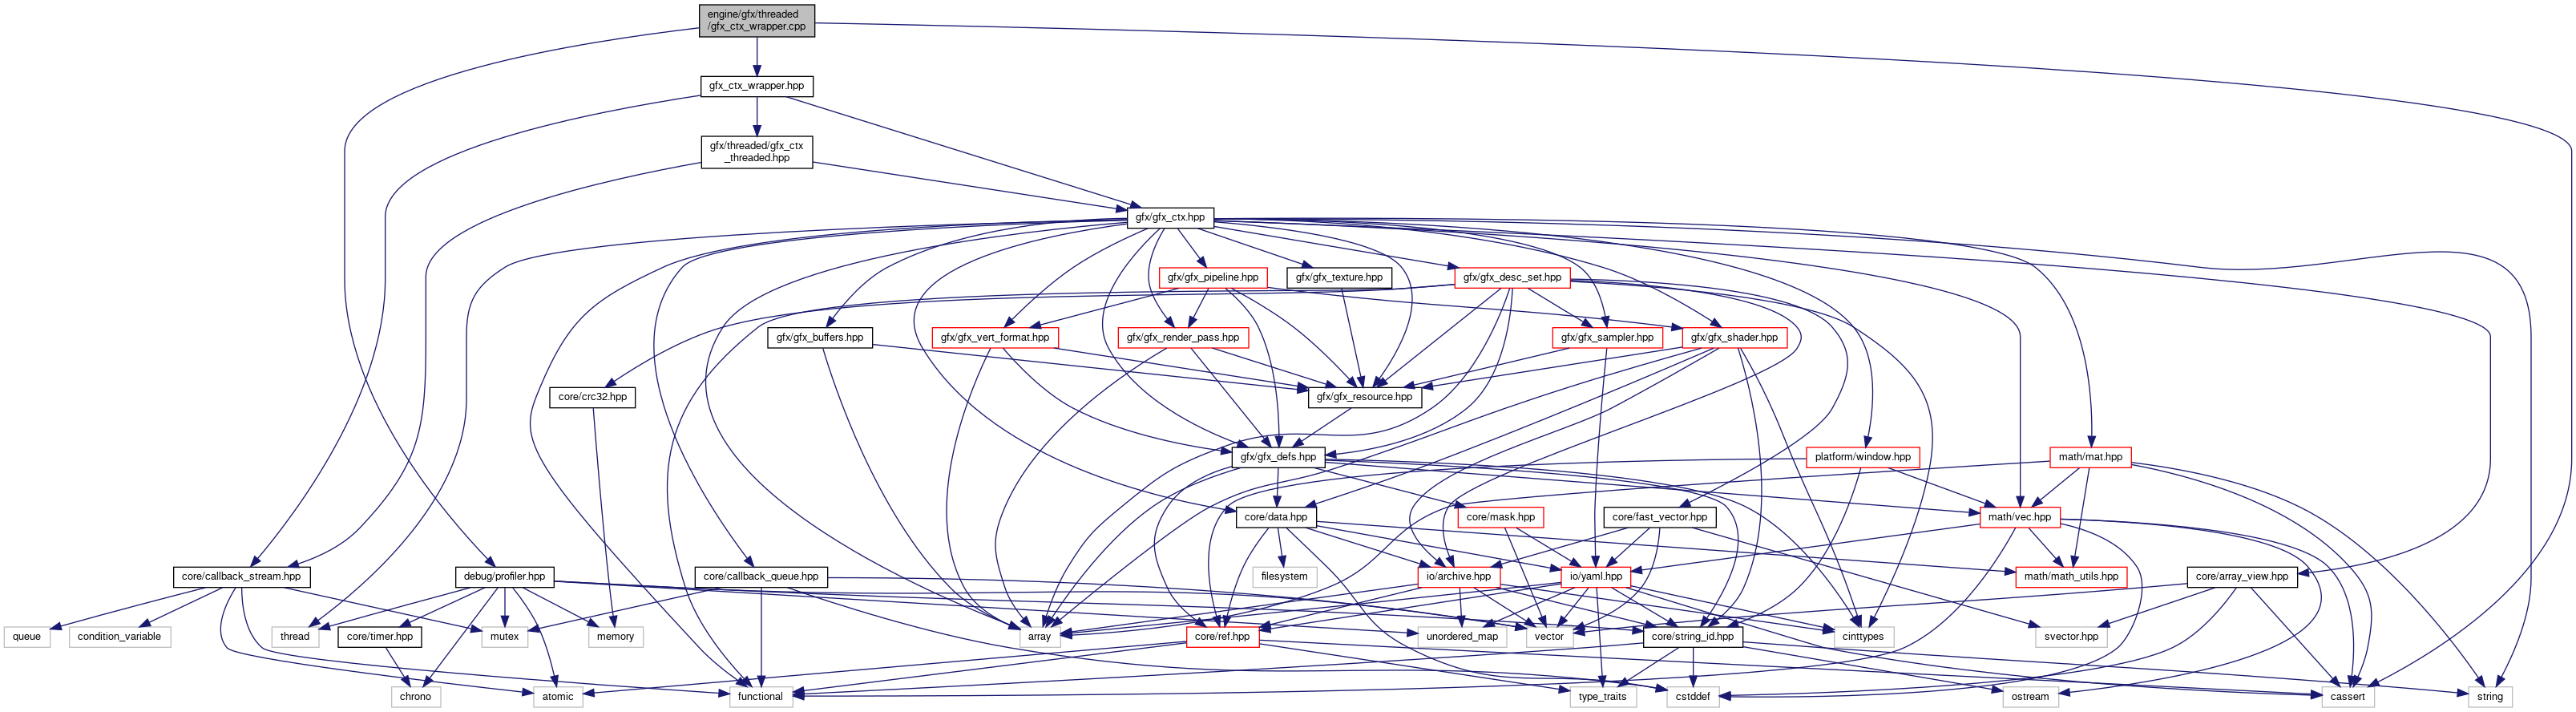 engine/gfx/threaded
/gfx_ctx_wrapper.cpp
gfx_ctx_wrapper.hpp
gfx/threaded/gfx_ctx
_threaded.hpp
gfx/gfx_ctx.hpp
gfx/gfx_pipeline.hpp
gfx/gfx_texture.hpp
gfx/gfx_desc_set.hpp
gfx/gfx_buffers.hpp
gfx/gfx_vert_format.hpp
gfx/gfx_render_pass.hpp
gfx/gfx_sampler.hpp
gfx/gfx_shader.hpp
core/crc32.hpp
gfx/gfx_resource.hpp
gfx/gfx_defs.hpp
platform/window.hpp
math/mat.hpp
core/data.hpp
core/mask.hpp
core/fast_vector.hpp
math/vec.hpp
core/callback_stream.hpp
debug/profiler.hpp
core/callback_queue.hpp
filesystem
io/archive.hpp
io/yaml.hpp
math/math_utils.hpp
core/array_view.hpp
queue
condition_variable
thread
core/timer.hpp
mutex
memory
unordered_map
array
core/ref.hpp
vector
core/string_id.hpp
cinttypes
svector.hpp
chrono
atomic
functional
type_traits
cstddef
ostream
cassert
string